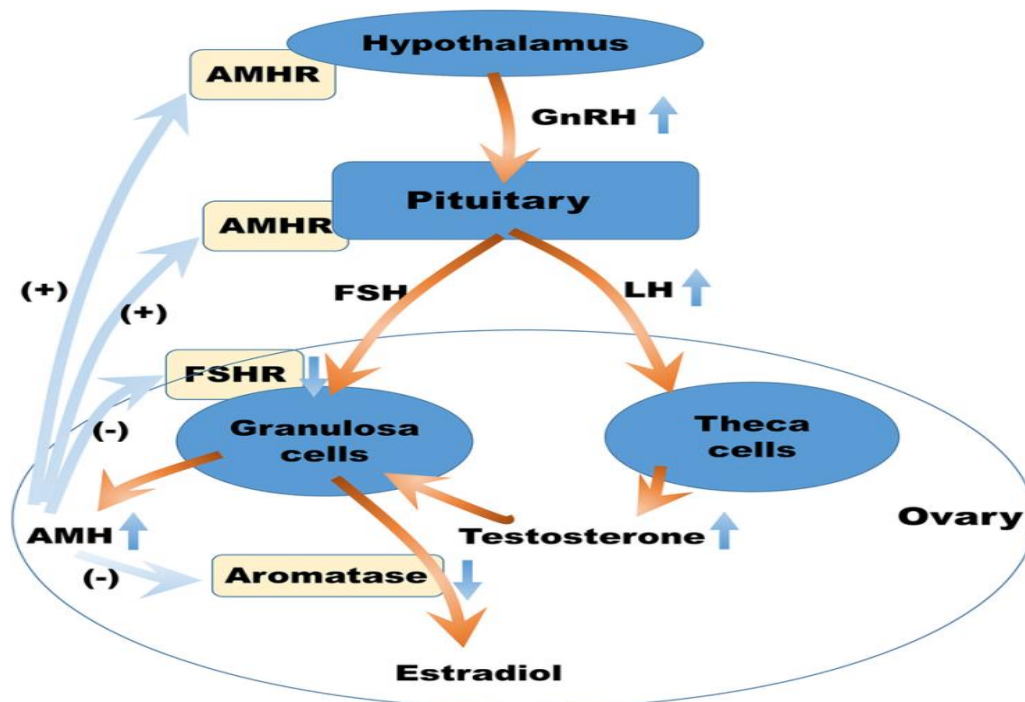 Hypothalamus
AMHR
GnRH
Pituitary
AMHR
(+)
(+)
FSH
LH
FSHR
(-)
Granulosa
cells
Theca
cells
AMH
Testosterone
Ovary
(-)
Aromatase
Estradiol